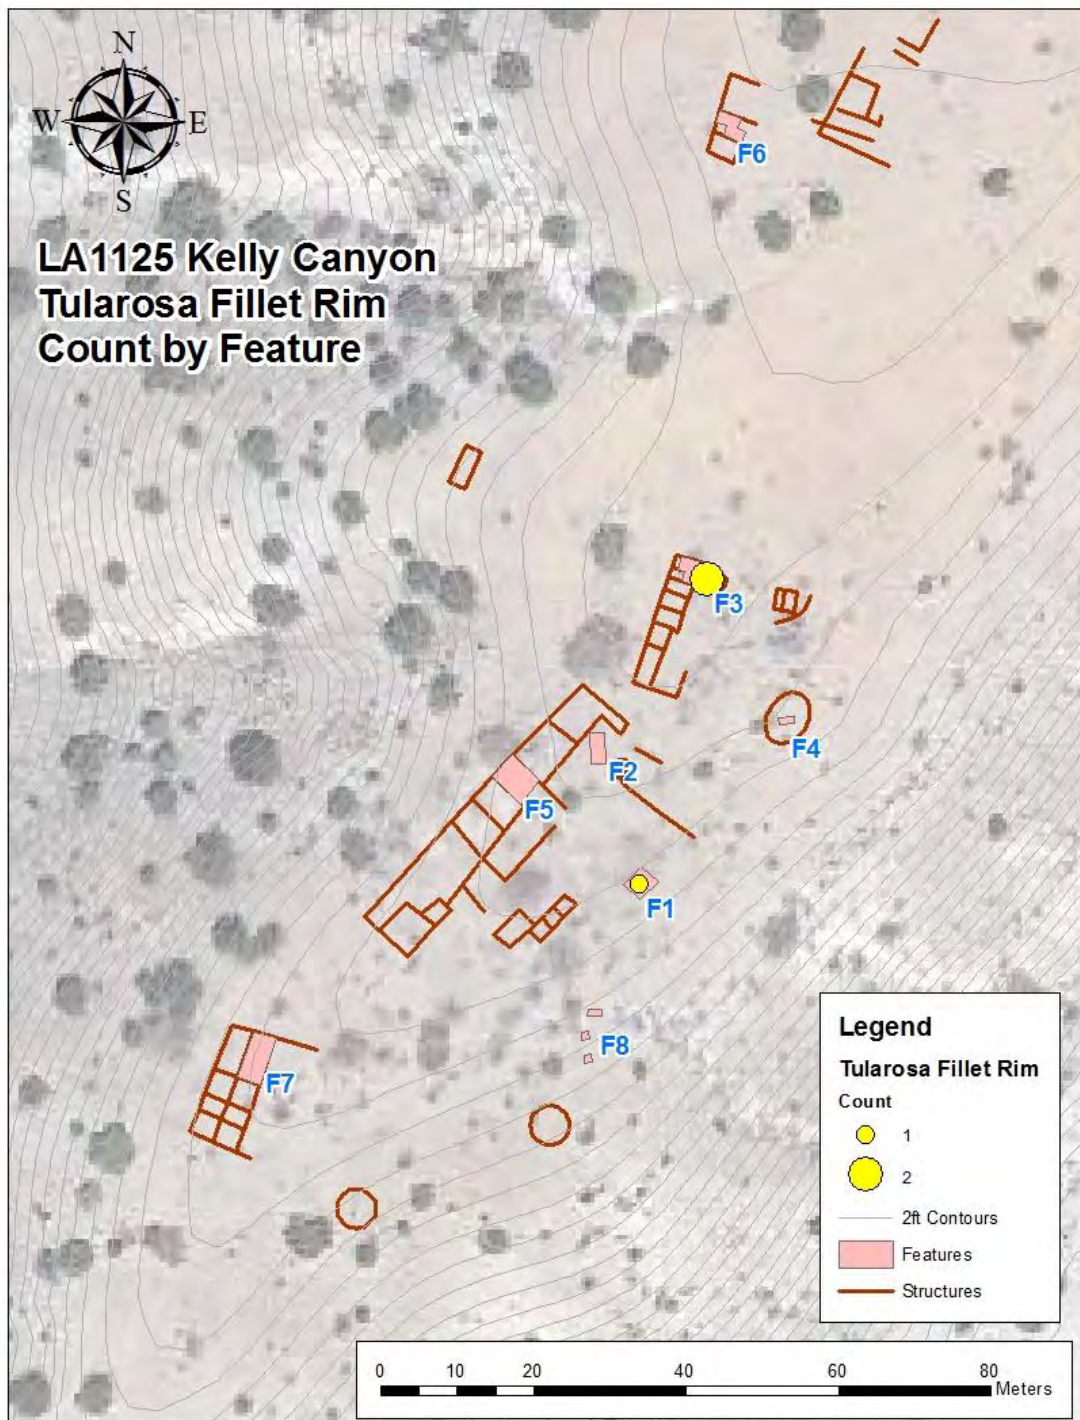 N
W E
S
LA1125 Kelly Canyon
Tularosa Fillet Rim
Count by Feature
F6
F3
F4
F2
F5
F1
F8
F7
Legend
Tularosa Fillet Rim
Count
1
2
2ft Contours
Features
Structures
0 10 20 40 60 80
Meters